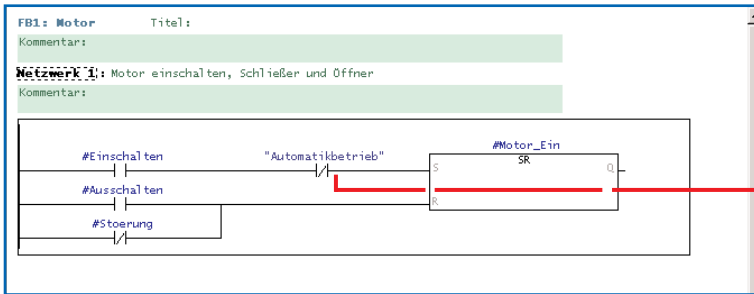 FB1: Motor Titel:
Kommentar:
Netzwerk 1: Motor einschalten, Schließer und Öffner
Kommentar:
#Motor_Ein
#Einschalten "Automatikbetrieb" SR
S Q
#Ausschalten
R
#Stoerung